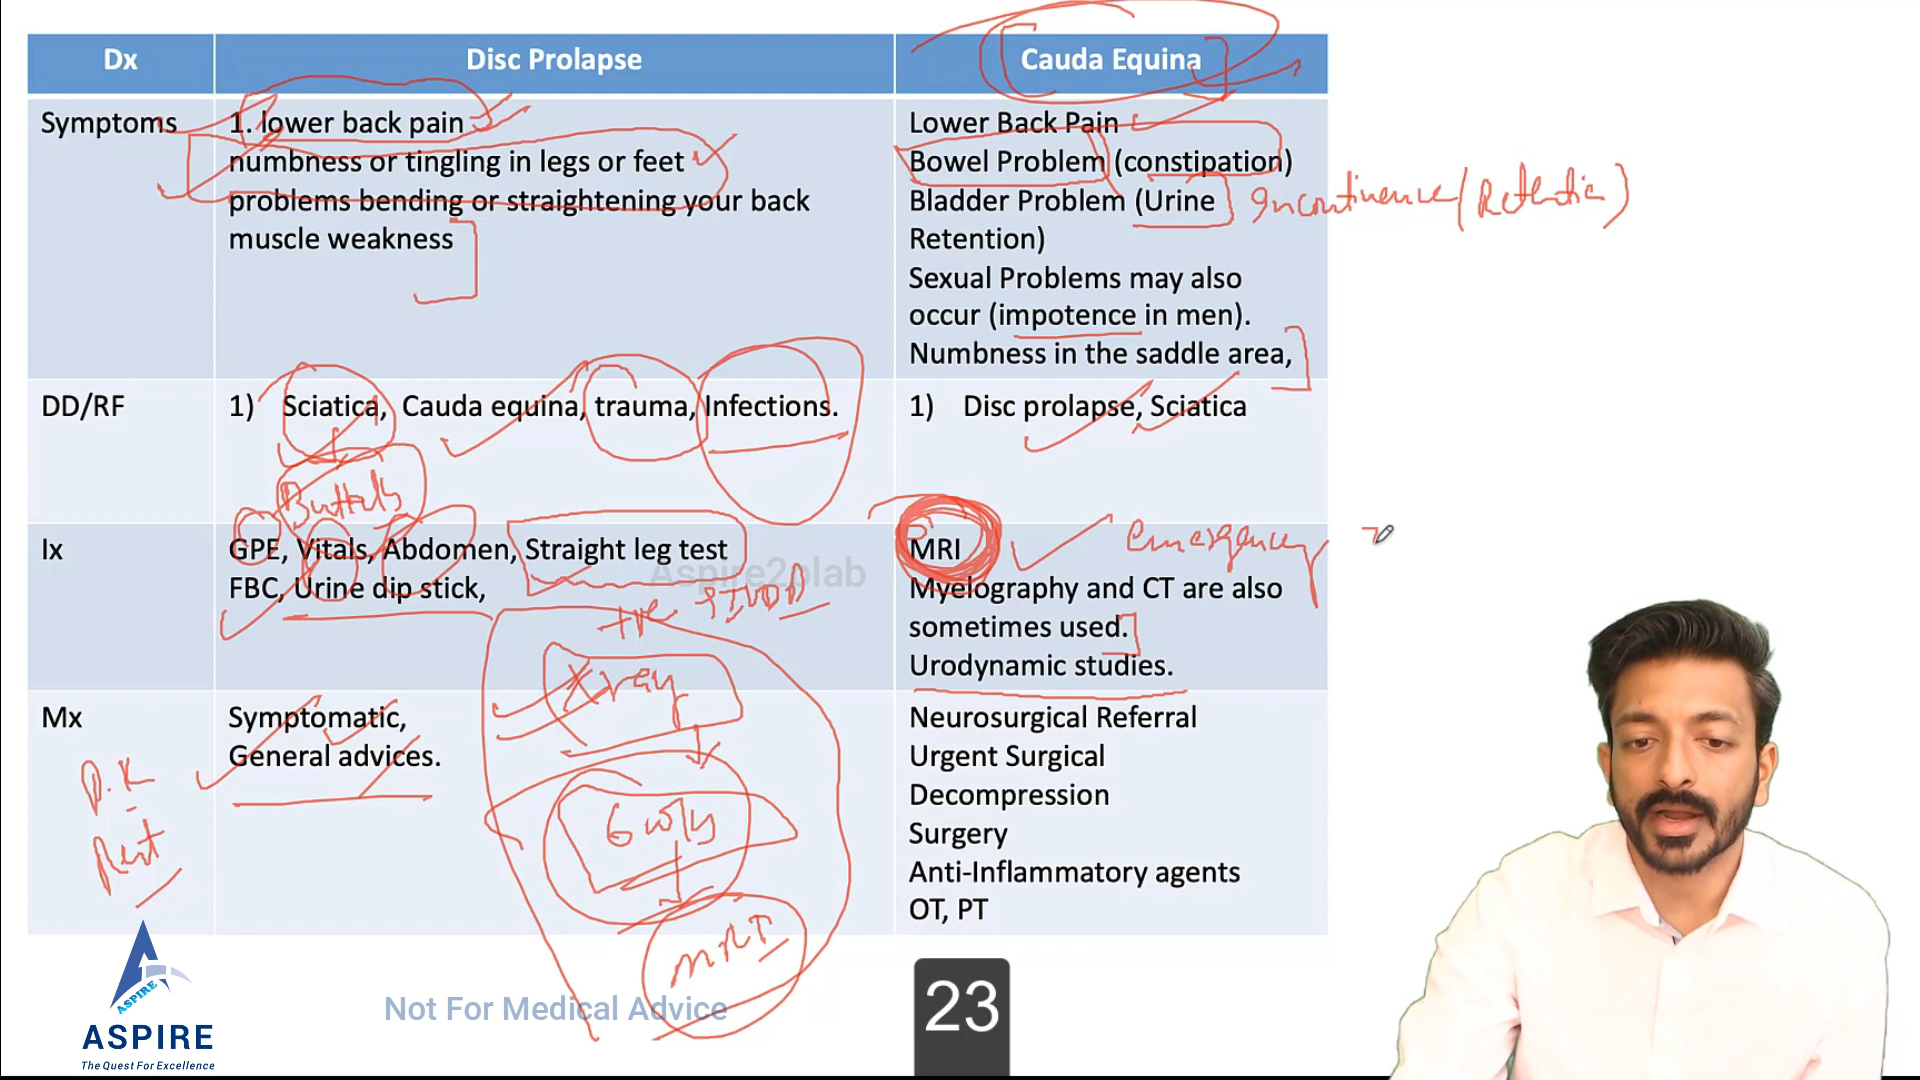 Dx
Disc Prolapse
Cauda Equina
Symptoms
1. lower back pain
numbness or tingling in legs or feet
problems bending or straightening your back
muscle weakness
Lower Back Pain
Bowel Problem (constipation)
Bladder Problem (Urine
Retention)
Sexual Problems may also
occur (impotence in men).
Numbness in the saddle area,
Incontinence/
DD/RF
1) Sciatica, Cauda equina, trauma, Infections.
1) Disc prolapse, Sciatica
Ix
GPE, Vitals, Abdomen, Straight leg test
FBC, Urine dip stick,
Aspire2plab
+ve PIVDD
Xray
6 wks
MRI
MRI
Myelography and CT are also
sometimes used.
Urodynamic studies.
emergency
Mx
Symptomatic,
General advices.
P.K
Rest
Neurosurgical Referral
Urgent Surgical
Decompression
Surgery
Anti-Inflammatory agents
OT, PT
ASPIRE
ASPIRE
The Quest For Excellence
Not For Medical Advice
23